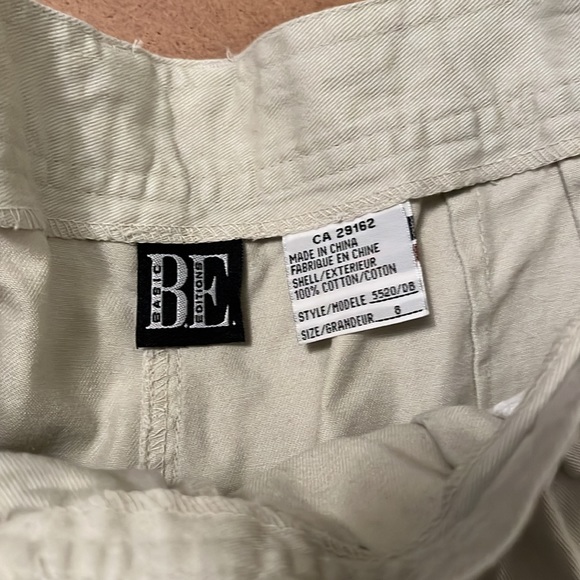 B.E.
BASIC
EDITIONS
CA 29162
MADE IN CHINA
FABRIQUE EN CHINE
SHELL/EXTERIEUR
100% COTTON/COTON
STYLE/MODELE 5520/DB
SIZE/GRANDEUR 8